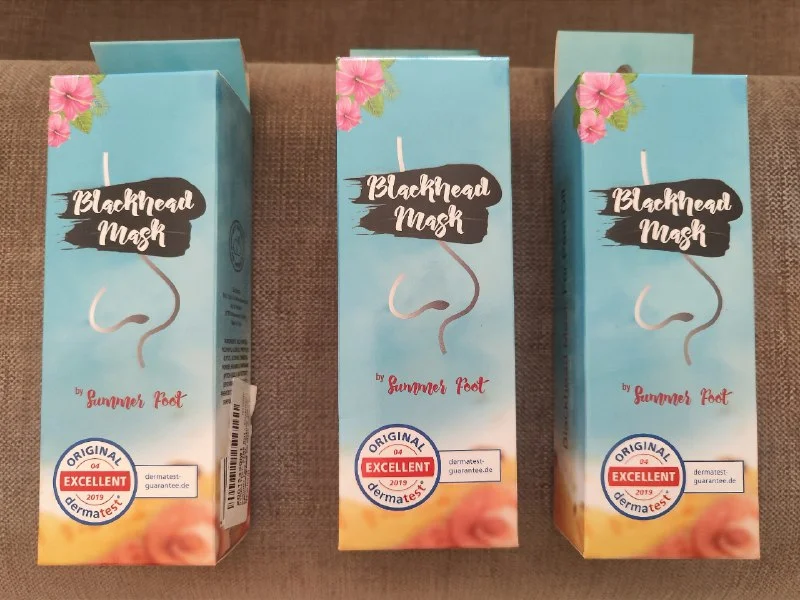 Blackhead
Mask
by Summer Foot
ORIGINAL
04
EXCELLENT
2019
dermatest®
dermatest-
guarantee.de
Blackhead
Mask
by Summer Foot
ORIGINAL
04
EXCELLENT
2019
dermatest®
dermatest-
guarantee.de
Blackhead
Mask
by Summer Foot
ORIGINAL
04
EXCELLENT
2019
dermatest®
dermatest-
guarantee.de